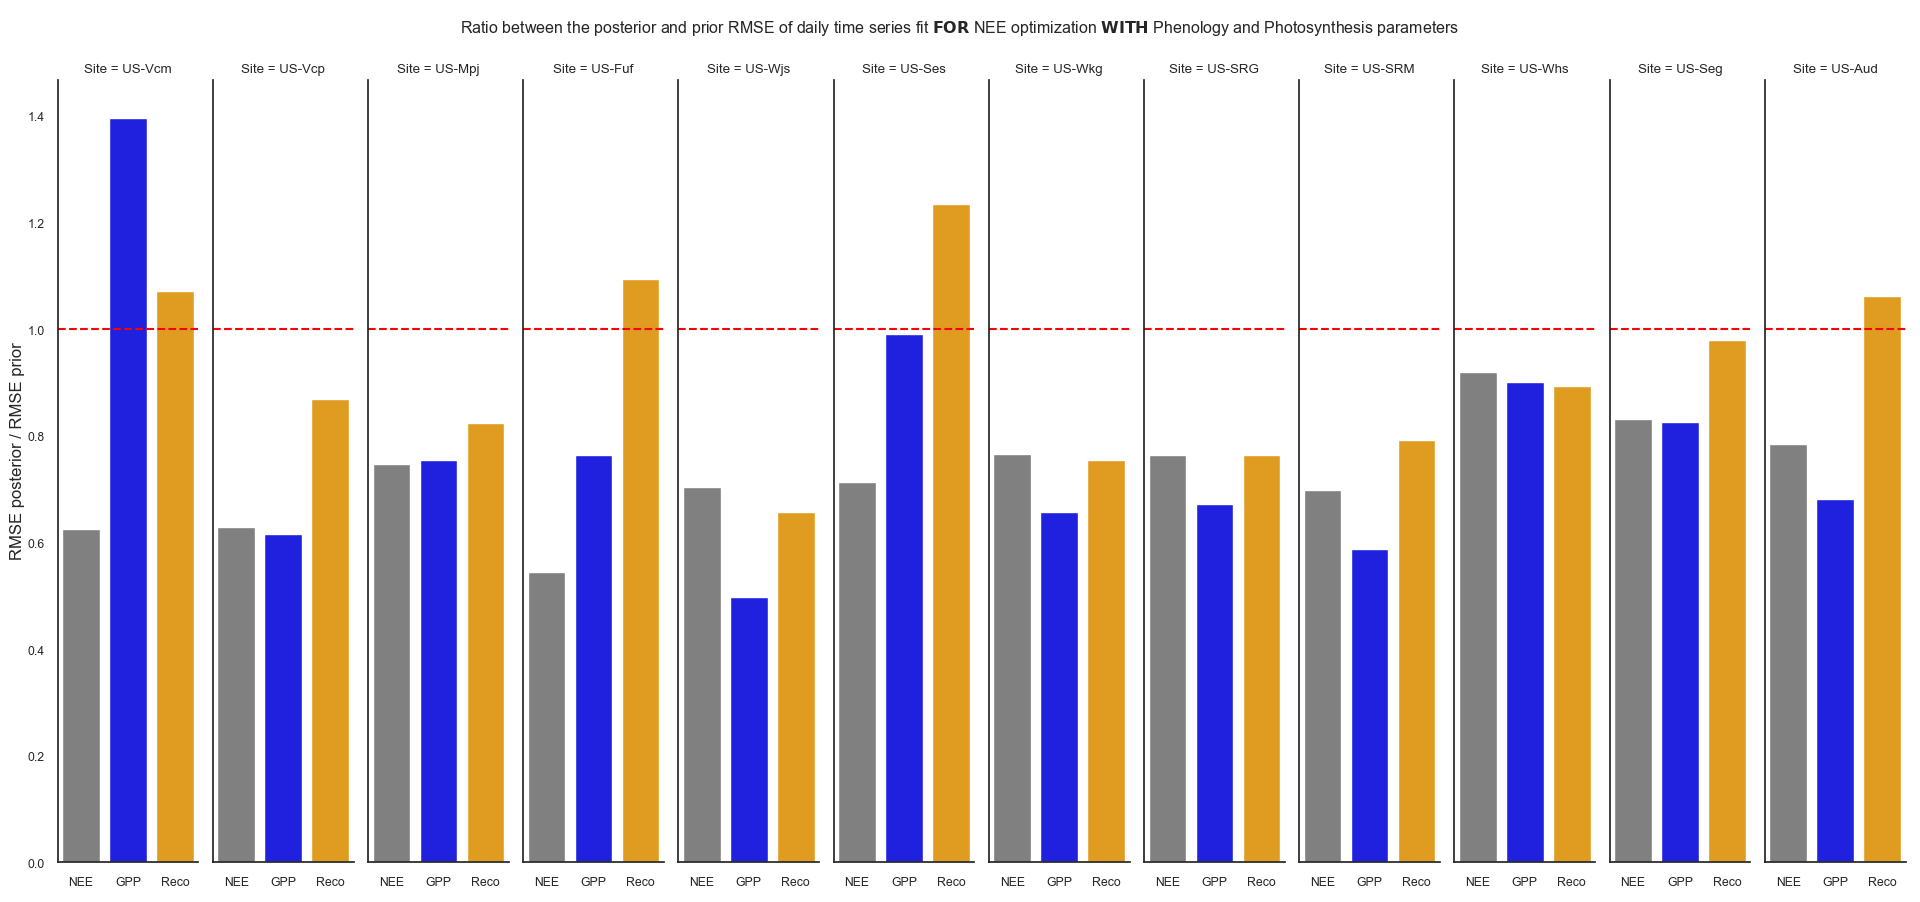 Ratio between the posterior and prior RMSE of daily time series fit FOR NEE optimization WITH Phenology and Photosynthesis parameters
Site = US-Vcm Site = US-Vcp Site = US-Mpj Site = US-Fuf Site = US-Wjs Site = US-Ses Site = US-Wkg Site = US-SRG Site = US-SRM Site = US-Whs Site = US-Seg Site = US-Aud
RMSE posterior / RMSE prior
1.4
1.2
1.0
0.8
0.6
0.4
0.2
0.0
NEE GPP Reco NEE GPP Reco NEE GPP Reco NEE GPP Reco NEE GPP Reco NEE GPP Reco NEE GPP Reco NEE GPP Reco NEE GPP Reco NEE GPP Reco NEE GPP Reco NEE GPP Reco